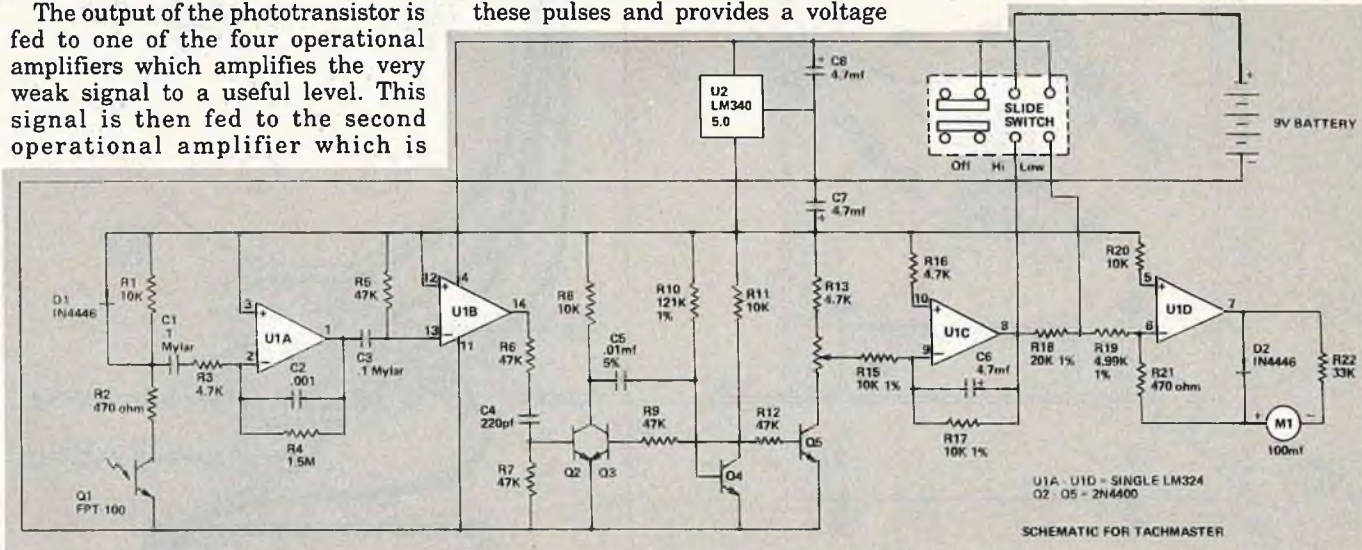 The output of the phototransistor is
fed to one of the four operational
amplifiers which amplifies the very
weak signal to a useful level. This
signal is then fed to the second
operational amplifier which is
these pulses and provides a voltage
C8
4.7mf
U2
LM340
5.0
SLIDE
SWITCH
Off Hi Low
9V BATTERY
C7
4.7mf
D1
IN4446
R1
10K
C1
.1
Mylar
R2
470 ohm
R3
4.7K
Q1
FPT-100
3
2
U1A
1
C2
.001
R4
1.5M
R5
47K
C3
.1 Mylar
12
13
4
11
U1B
14
R6
47K
C4
220pf
R7
47K
R8
10K
C5
.01mf
5%
Q2
Q3
R9
47K
R10
121K
1%
R11
10K
Q4
R12
47K
R13
4.7K
Q5
R15
10K 1%
R16
4.7K
10
9
U1C
8
C6
4.7mf
R17
10K 1%
R18
20K 1%
R19
4.99K
1%
R20
10K
5
6
U1D
7
R21
470 ohm
D2
IN4446
R22
33K
M1
100mf
U1A - U1D = SINGLE LM324
Q2 - Q5 = 2N4400
SCHEMATIC FOR TACHMASTER